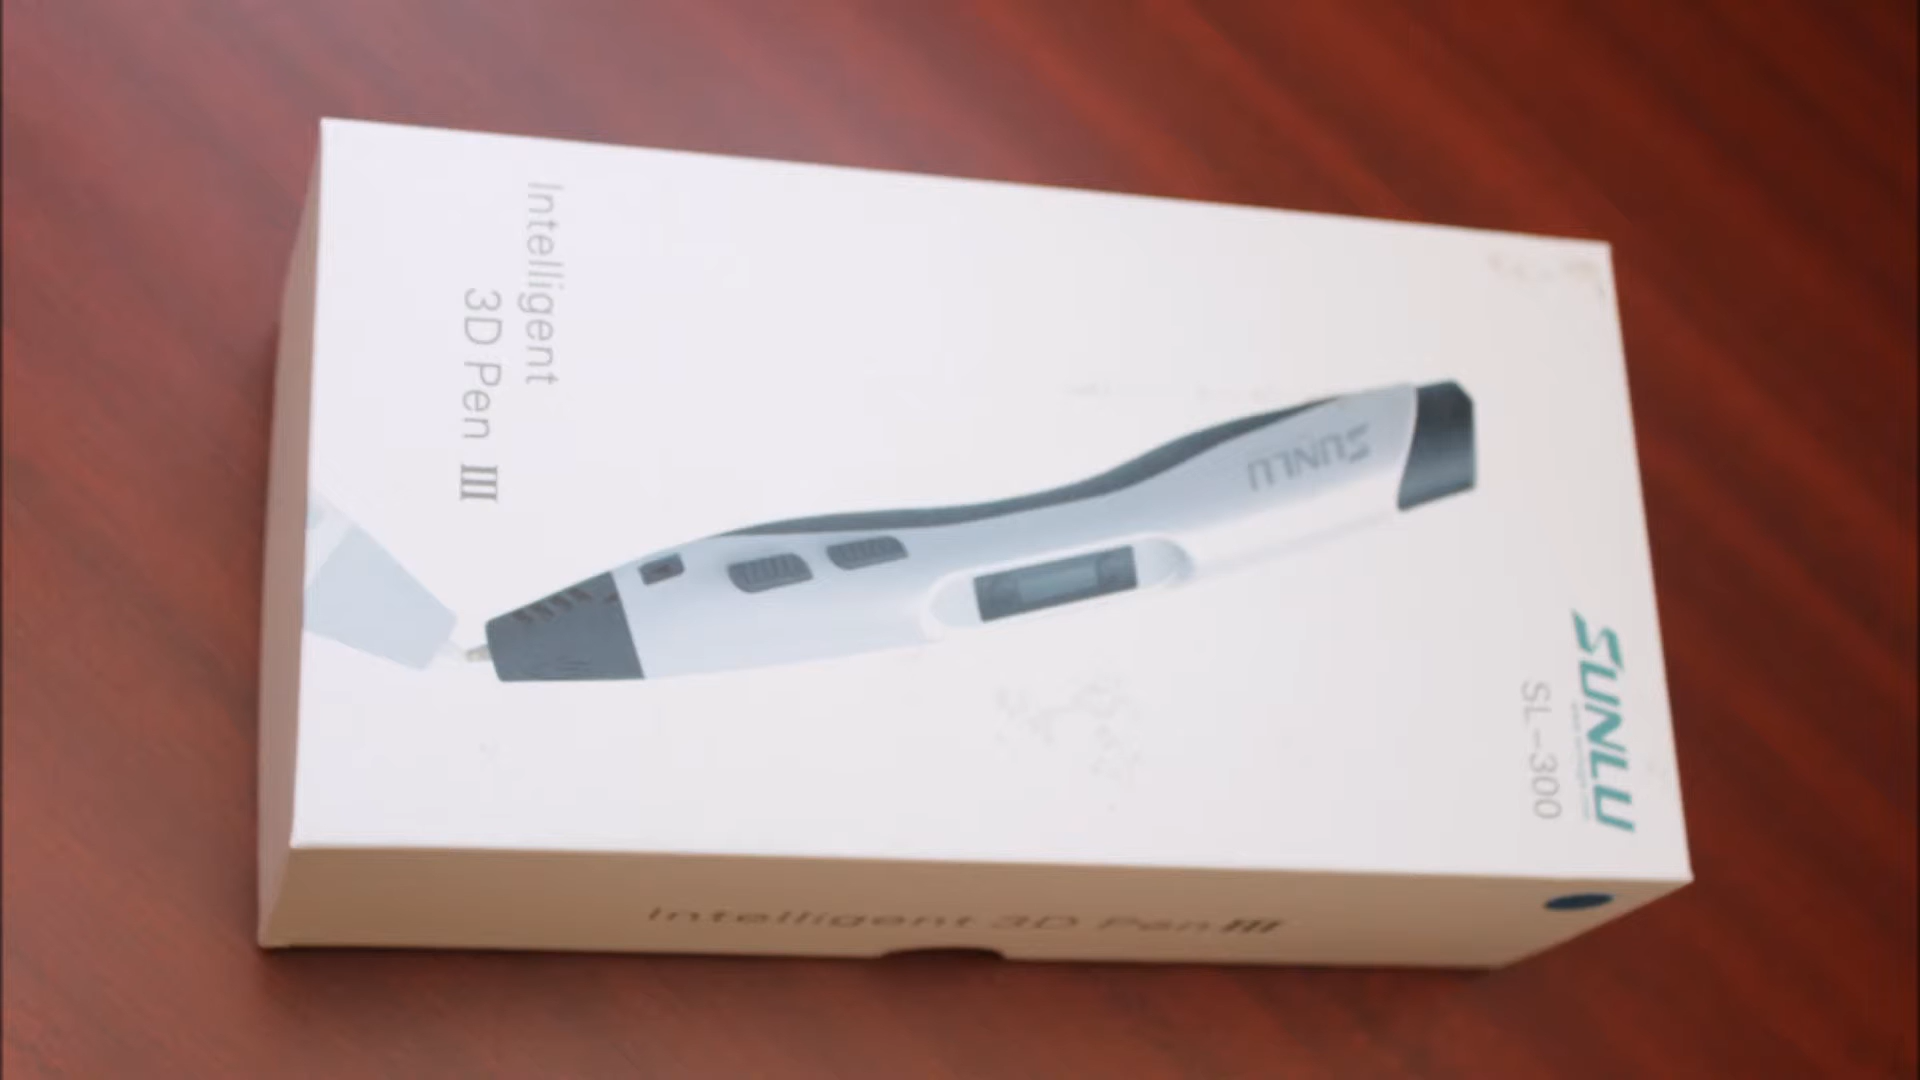 SUNLU
SL-300
SUNLU
Intelligent
3D Pen III
Intelligent 3D Pen III